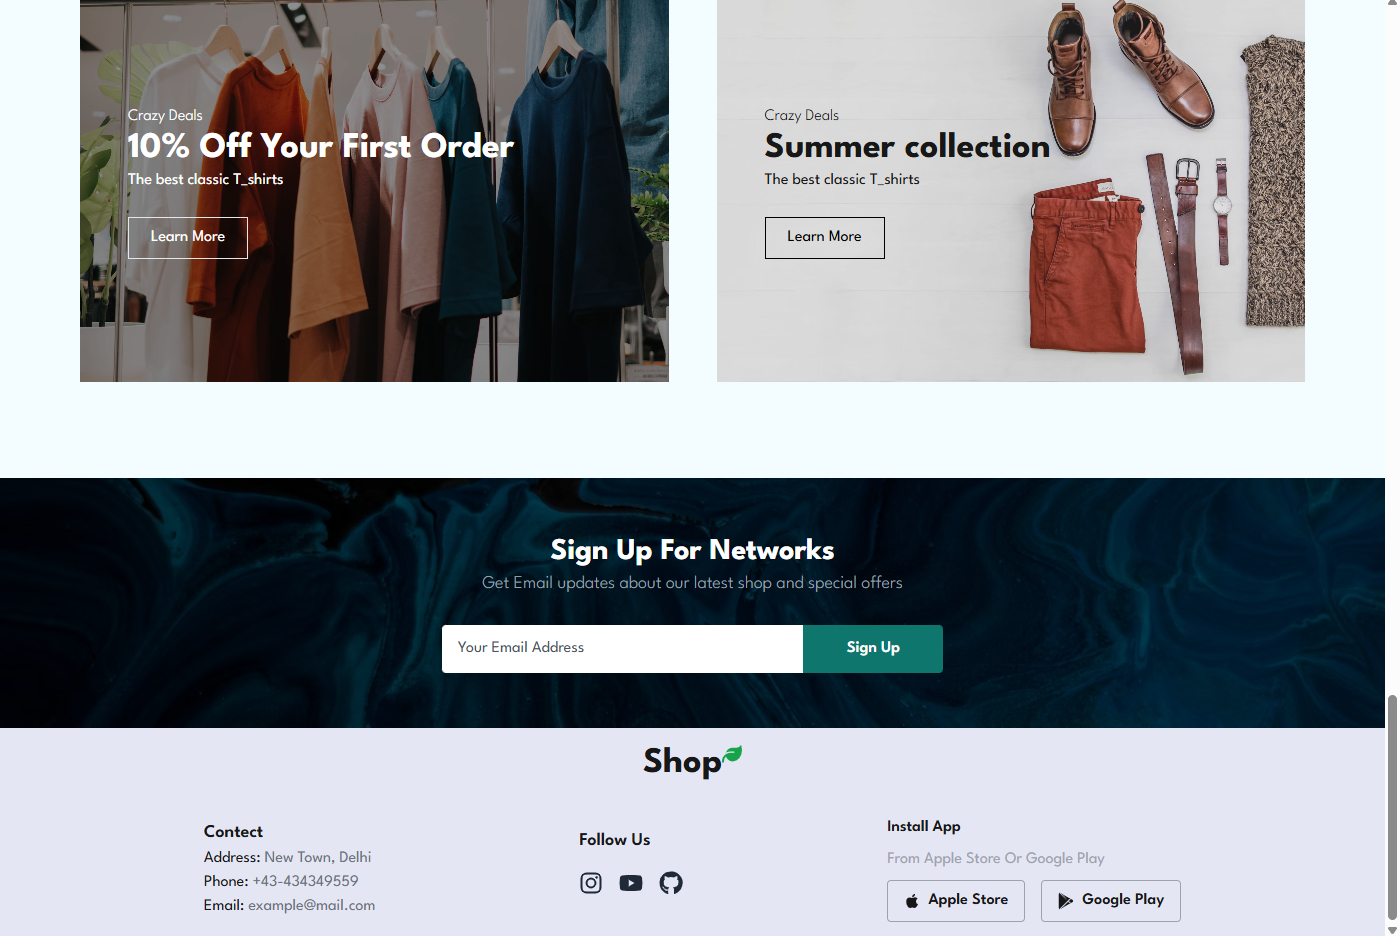 Crazy Deals
10% Off Your First Order
The best classic T_shirts
Learn More
Crazy Deals
Summer collection
The best classic T_shirts
Learn More
Sign Up For Networks
Get Email updates about our latest shop and special offers
Your Email Address
Sign Up
Shop
Contect
Address: New Town, Delhi
Phone: +43-434349559
Email: example@mail.com
Follow Us
Install App
From Apple Store Or Google Play
Apple Store
Google Play